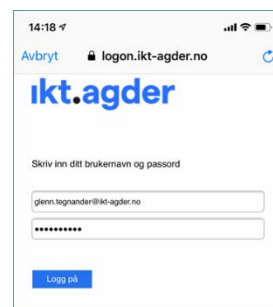 14:18
Avbryt logon.ikt-agder.no
ikt.agder
Skriv inn ditt brukernavn og passord
glenn.tegnander@ikt-agder.no
••••••••••
Logg på